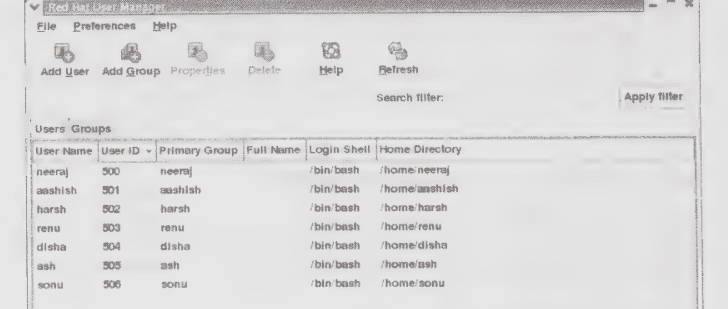 Red Hat User Manager
File Preferences Help
Add User Add Group Properties Delete Help Refresh
Search filter: Apply filter
Users Groups
User Name User ID Primary Group Full Name Login Shell Home Directory
neeraj 500 neeraj /bin/bash /home/neeraj
aashish 501 aashish /bin/bash /home/aashish
harsh 502 harsh /bin/bash /home/harsh
renu 503 renu /bin/bash /home/renu
disha 504 disha /bin/bash /home/disha
ash 505 ash /bin/bash /home/ash
sonu 506 sonu /bin/bash /home/sonu